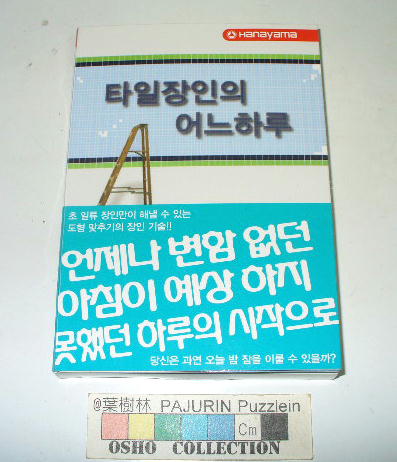 Hanayama
타일장인의
어느하루
초 일류 장인만이 해낼 수 있는
도형 맞추기의 장인 기술!!
언제나 변함 없던
아침이 예상 하지
못했던 하루의 시작으로
당신은 과연 오늘 밤 잠을 이룰 수 있을까?
@葉樹林 PAJURIN Puzzlein
Cm
OSHO COLLECTION